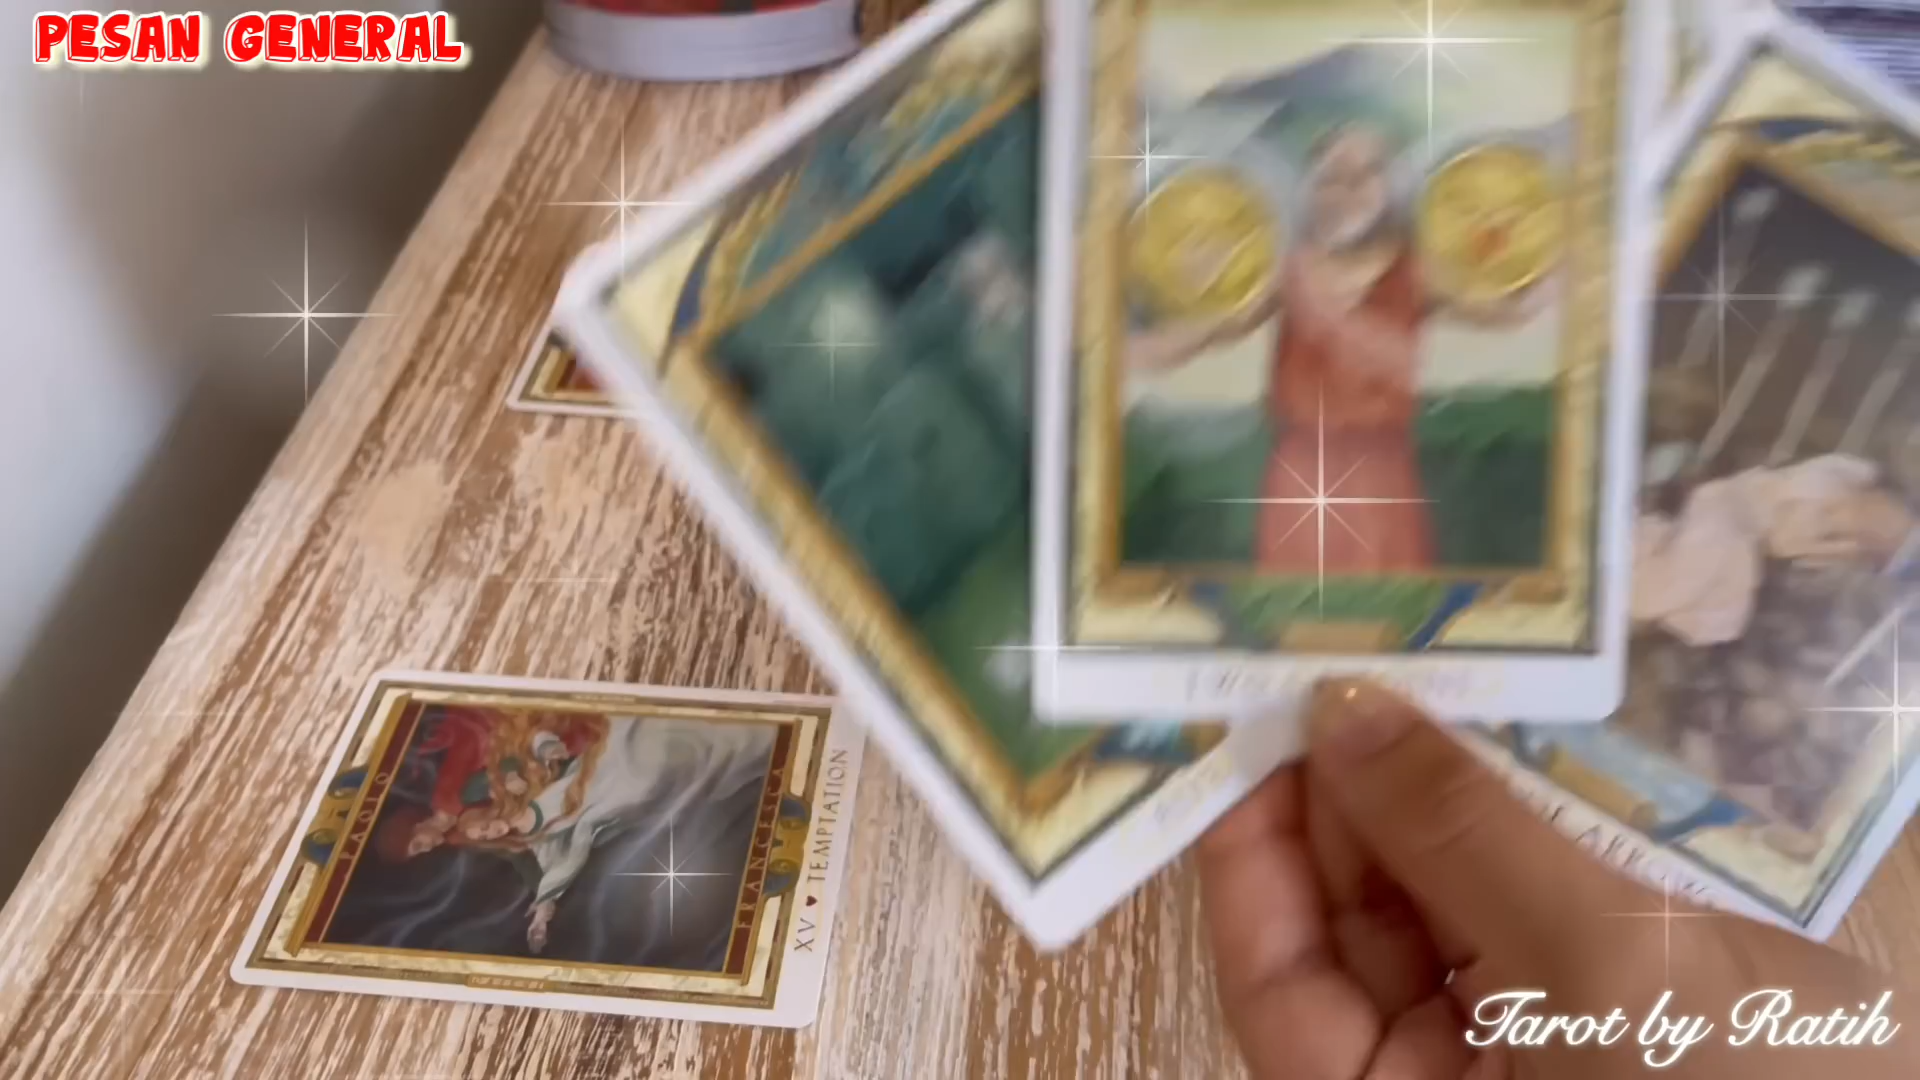 PESAN GENERAL
PAOLO
FRANCESCA
XV ♥ TEMPTATION
Tarot by Ratih